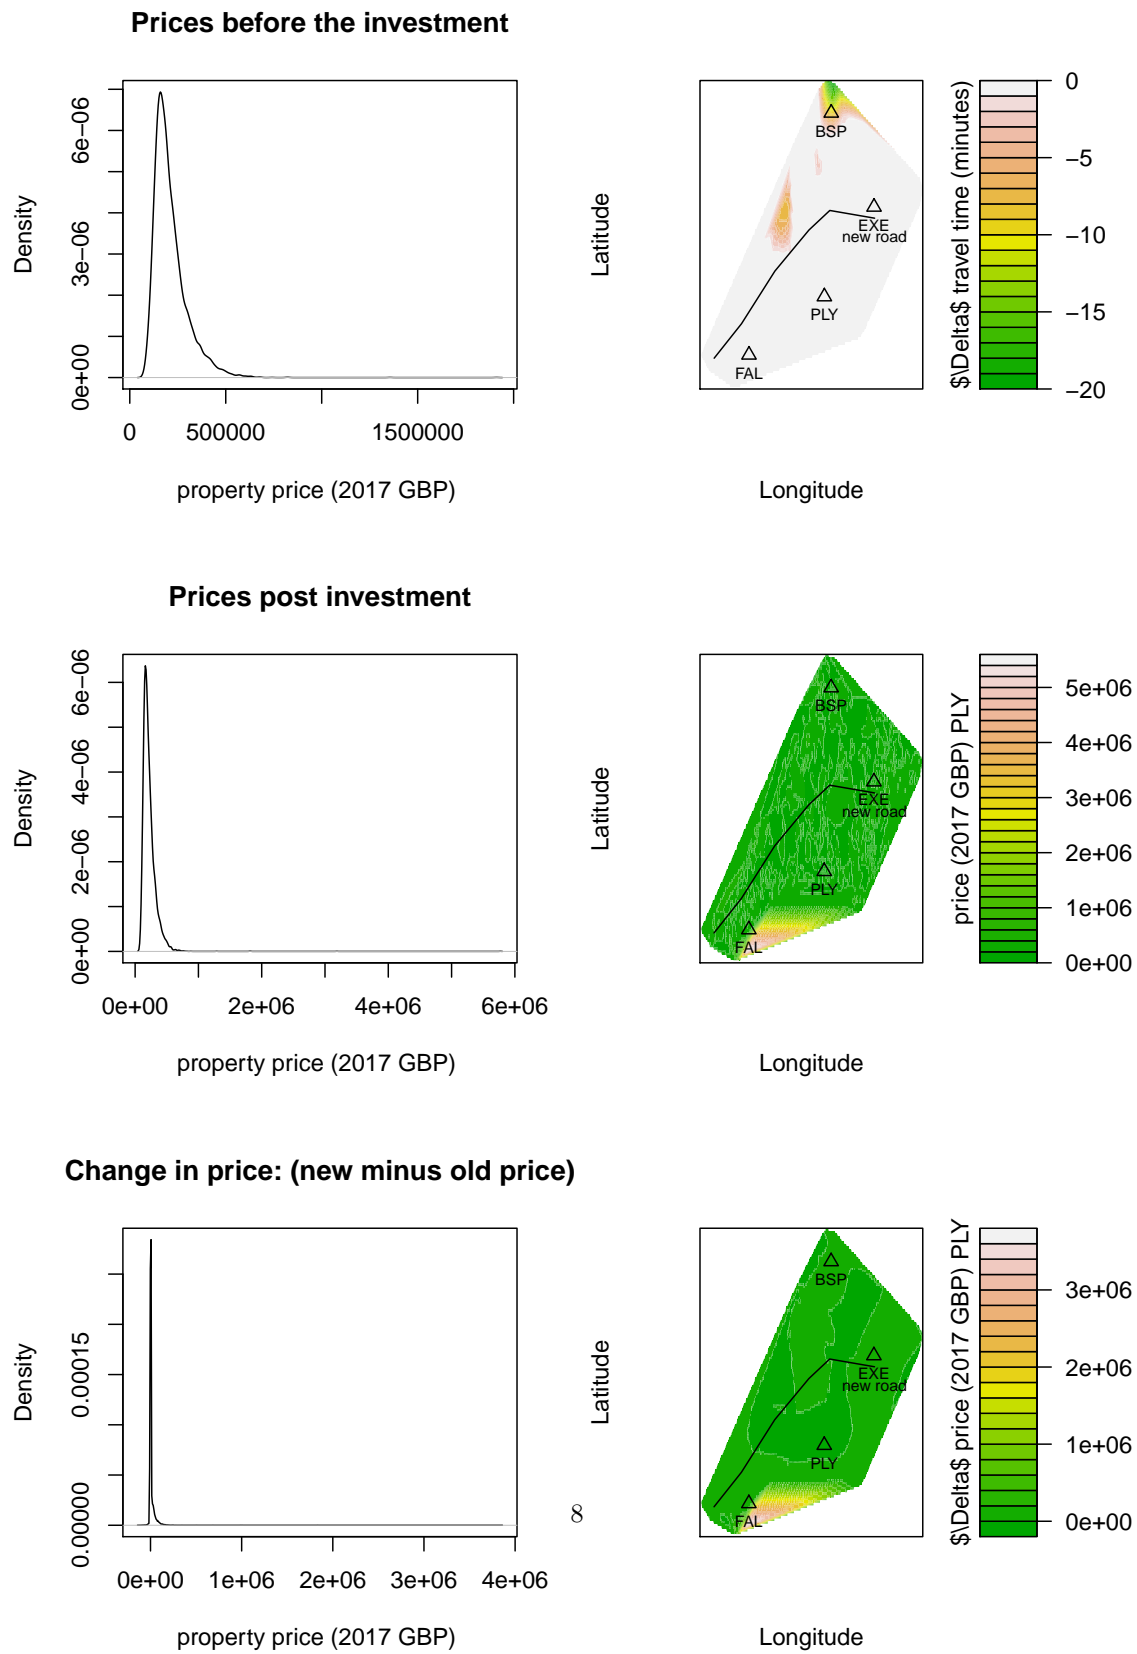 Prices before the investment
Density
0e+00
3e−06
6e−06
0
500000
1500000
property price (2017 GBP)
Latitude
BSP
EXE
new road
PLY
FAL
Longitude
$\Delta$ travel time (minutes)
0
−5
−10
−15
−20
Prices post investment
Density
0e+00
2e−06
4e−06
6e−06
0e+00
2e+06
4e+06
6e+06
property price (2017 GBP)
Latitude
BSP
EXE
new road
PLY
FAL
Longitude
price (2017 GBP) PLY
5e+06
4e+06
3e+06
2e+06
1e+06
0e+00
Change in price: (new minus old price)
Density
0.00000
0.00015
0e+00
1e+06
2e+06
3e+06
4e+06
property price (2017 GBP)
8
Latitude
BSP
EXE
new road
PLY
FAL
Longitude
$\Delta$ price (2017 GBP) PLY
3e+06
2e+06
1e+06
0e+00